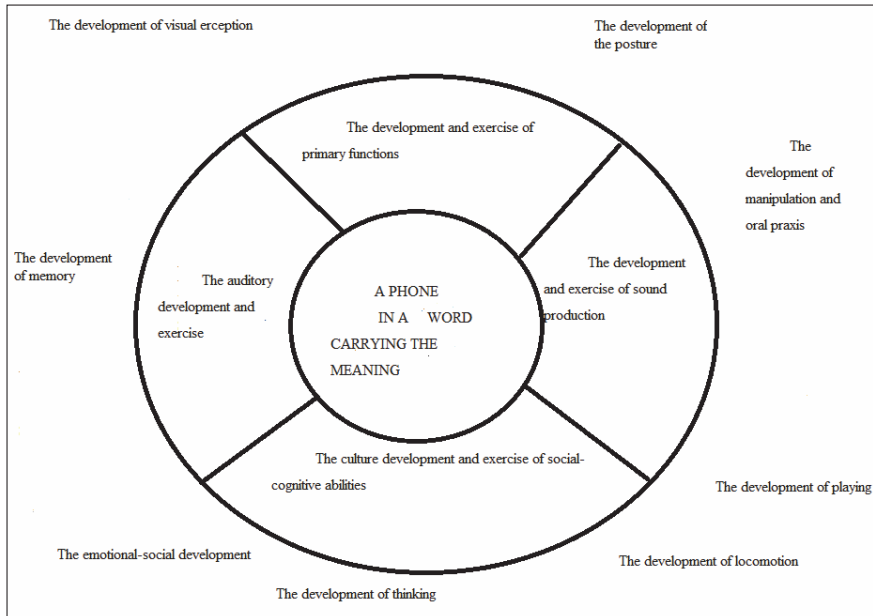 The development of visual erception
The development of
the posture
The development and exercise of
primary functions
The
development of
manipulation and
oral praxis
The development
of memory
The auditory
development and
exercise
A PHONE
IN A WORD
CARRYING THE
MEANING
The development
and exercise of sound
production
The culture development and exercise of social-
cognitive abilities
The development of playing
The emotional-social development
The development of locomotion
The development of thinking